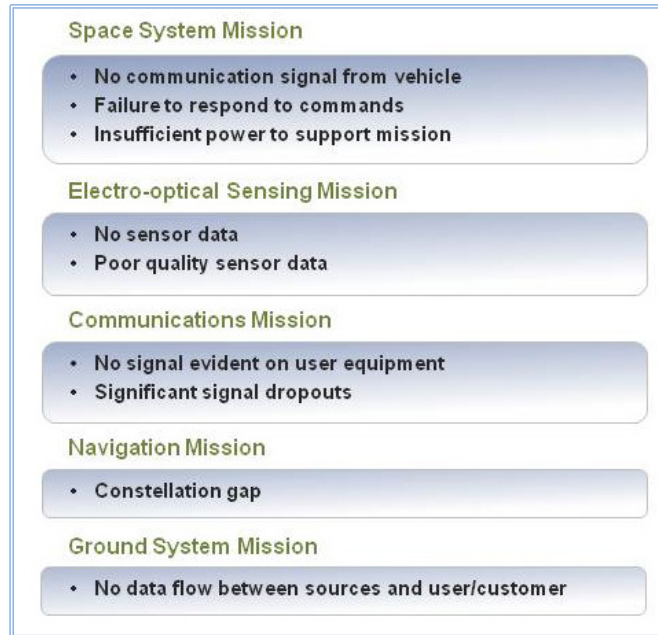 Space System Mission
• No communication signal from vehicle
• Failure to respond to commands
• Insufficient power to support mission
Electro-optical Sensing Mission
• No sensor data
• Poor quality sensor data
Communications Mission
• No signal evident on user equipment
• Significant signal dropouts
Navigation Mission
• Constellation gap
Ground System Mission
• No data flow between sources and user/customer